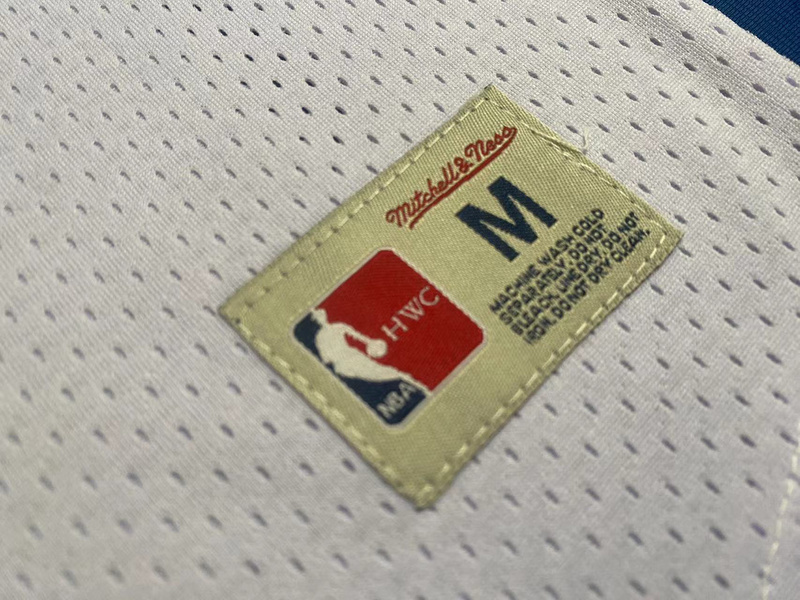 Mitchell & Ness
M
MACHINE WASH COLD
SEPARATELY. DO NOT
BLEACH. LINE DRY. DO NOT
IRON. DO NOT DRY CLEAN.
HWC
NBA